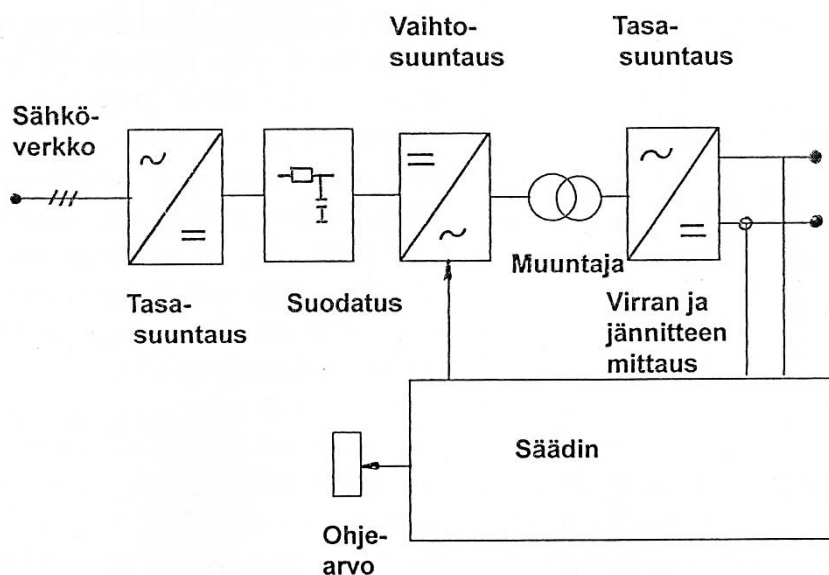 Vaihto-
suuntaus
Tasa-
suuntaus
Sähkö-
verkko
Tasa-
suuntaus
Suodatus
Muuntaja
Virran ja
jännitteen
mittaus
Säädin
Ohje-
arvo